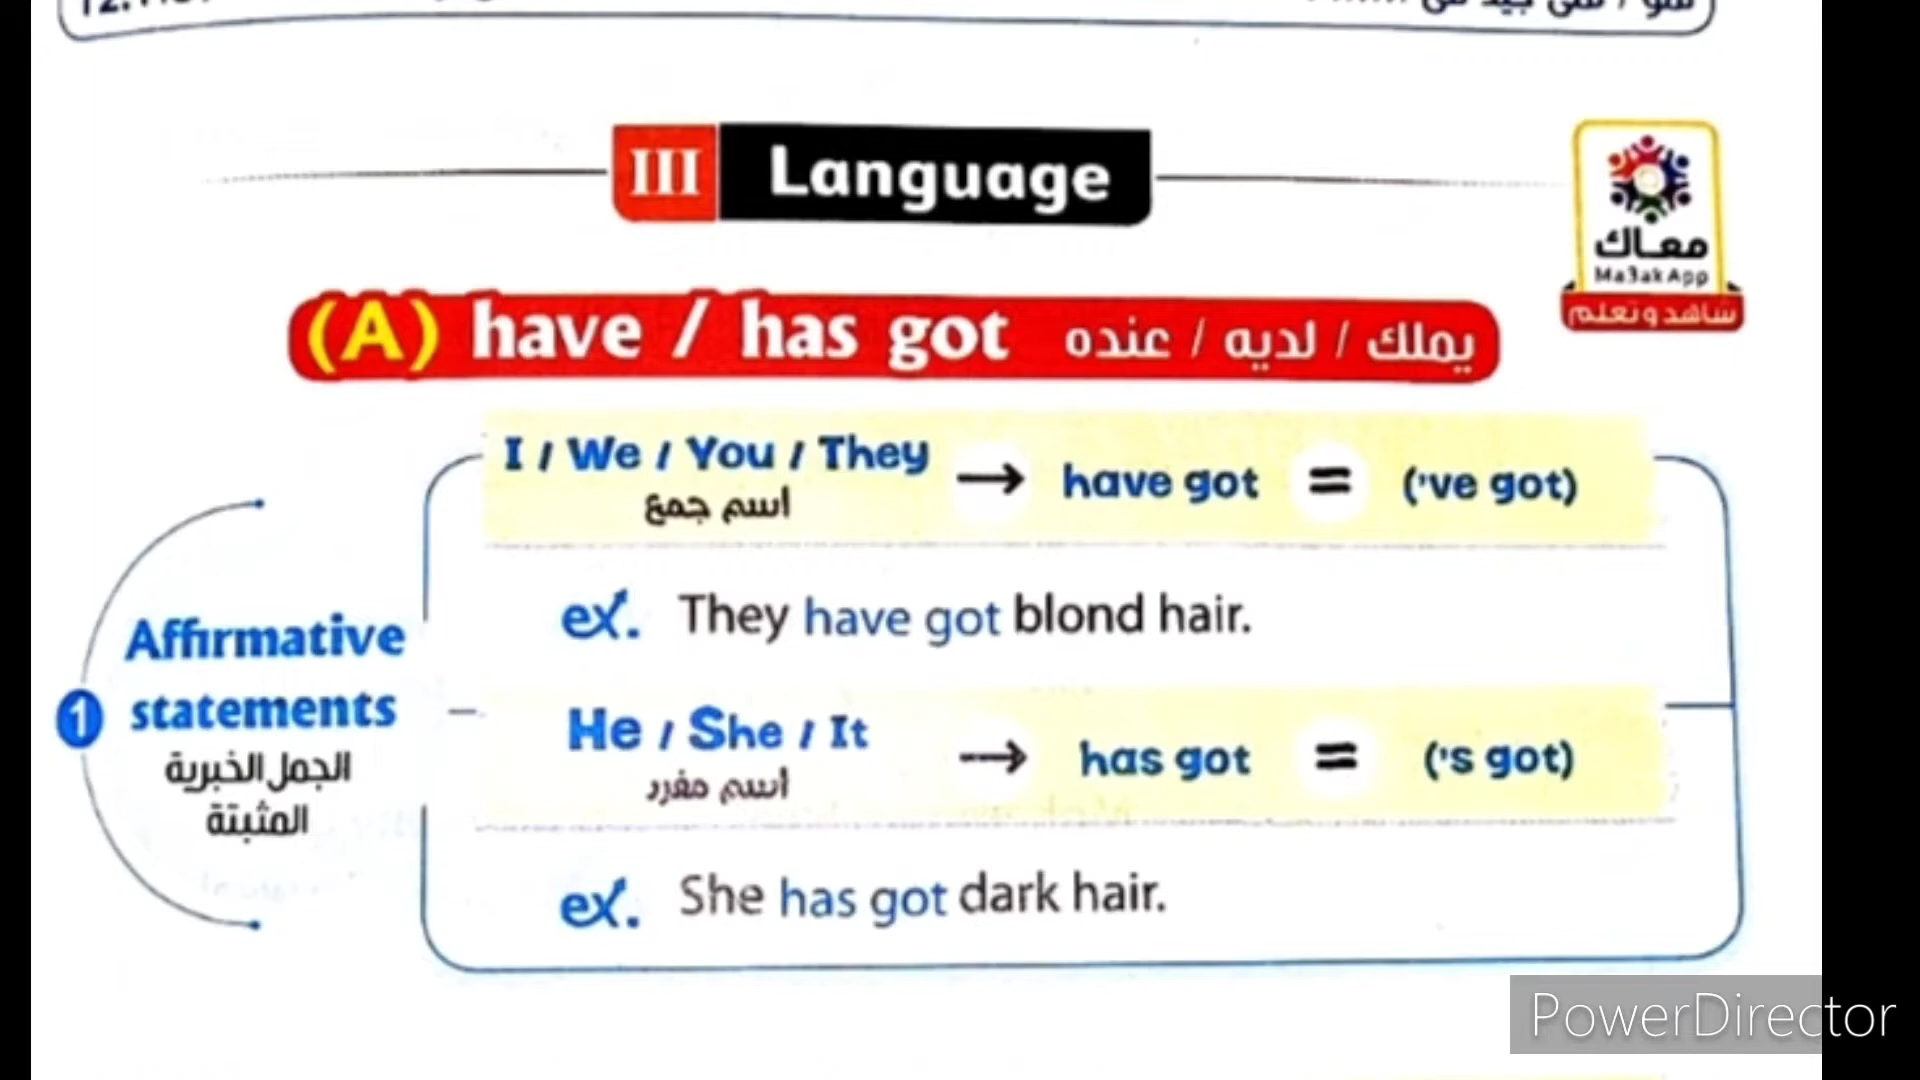 III Language
معاك
Ma3ak App
شاهد وتعلم
(A) have / has got يملك / لديه / عنده
I / We / You / They → have got = ('ve got)
اسم جمع
ex. They have got blond hair.
1 Affirmative
statements
الجمل الخبرية
المثبتة
He / She / It → has got = ('s got)
اسم مفرد
ex. She has got dark hair.
PowerDirector